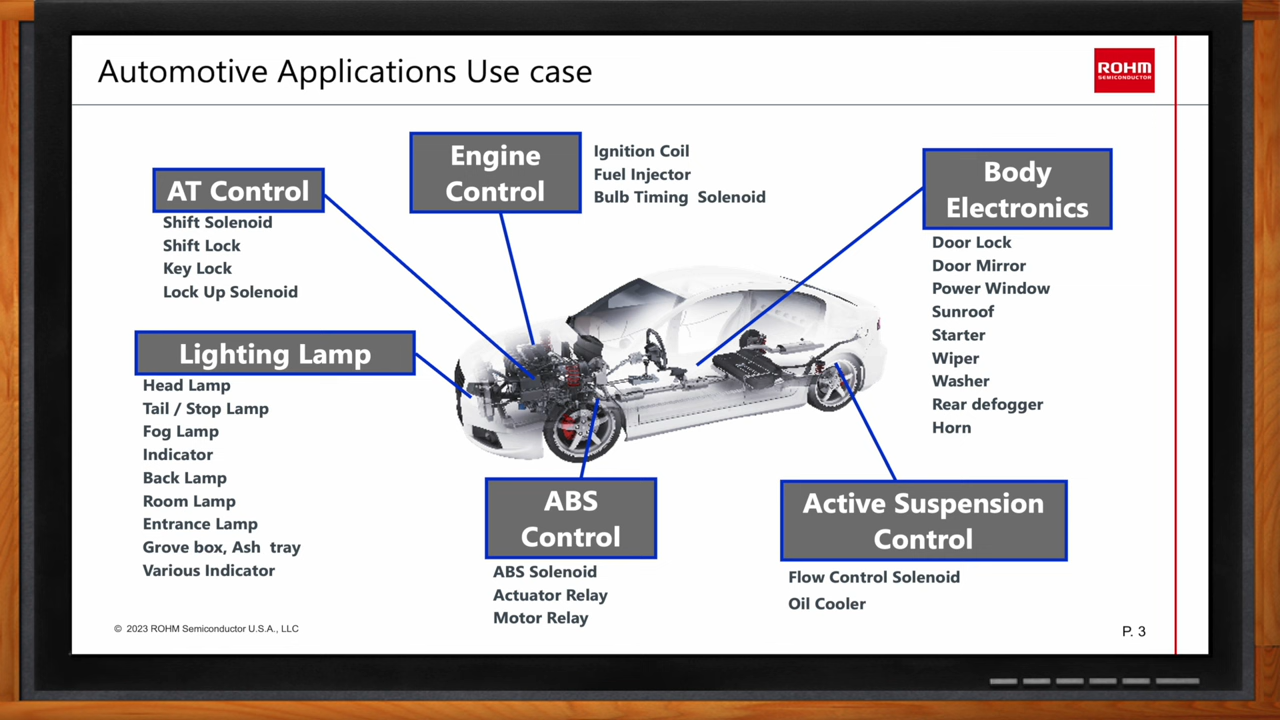 Automotive Applications Use case
ROHM
SEMICONDUCTOR
AT Control
Shift Solenoid
Shift Lock
Key Lock
Lock Up Solenoid
Engine
Control
Ignition Coil
Fuel Injector
Bulb Timing Solenoid
Body
Electronics
Door Lock
Door Mirror
Power Window
Sunroof
Starter
Wiper
Washer
Rear defogger
Horn
Lighting Lamp
Head Lamp
Tail / Stop Lamp
Fog Lamp
Indicator
Back Lamp
Room Lamp
Entrance Lamp
Grove box, Ash tray
Various Indicator
ABS
Control
ABS Solenoid
Actuator Relay
Motor Relay
Active Suspension
Control
Flow Control Solenoid
Oil Cooler
© 2023 ROHM Semiconductor U.S.A., LLC
P. 3